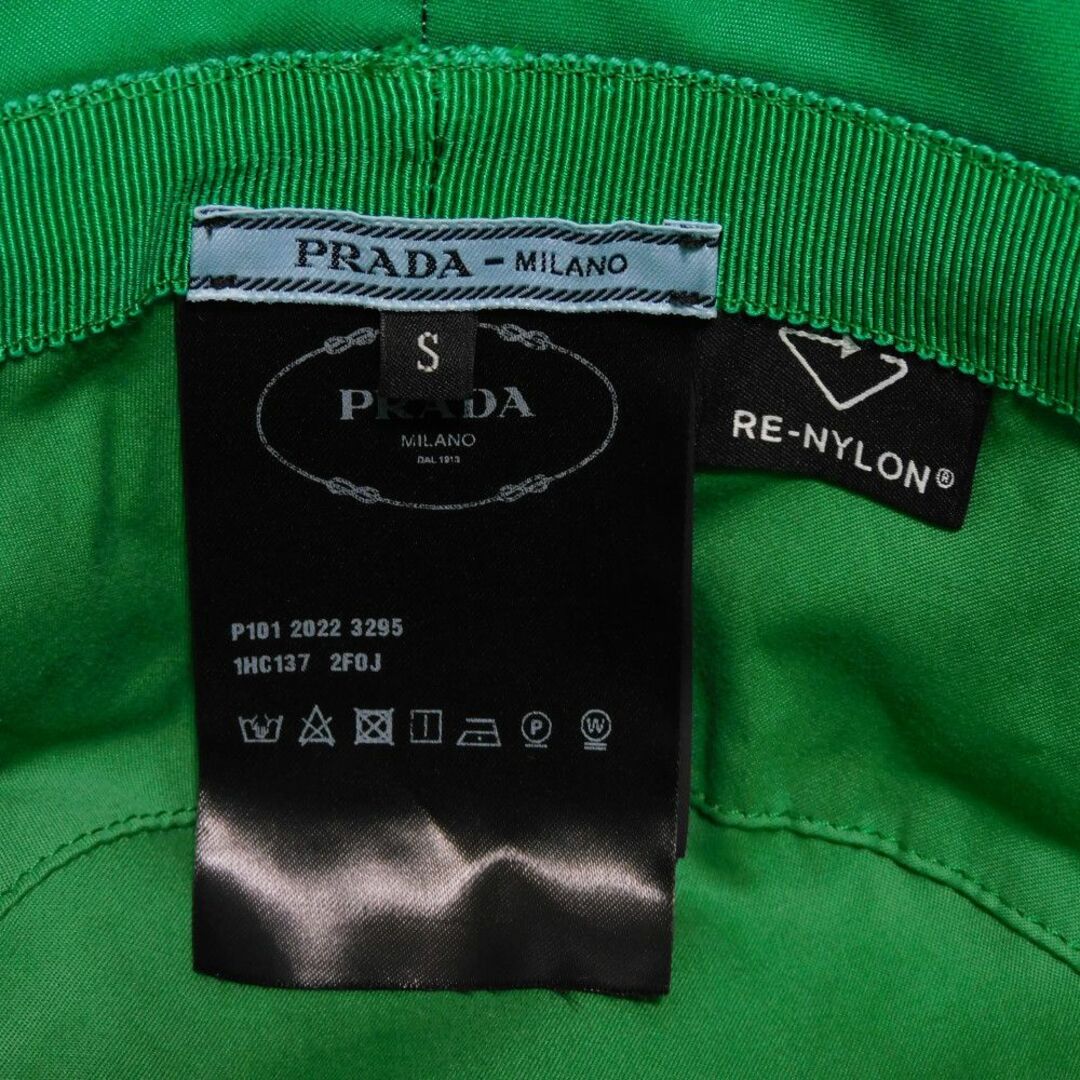 PRADA - MILANO
S
PRADA
MILANO
DAL 1913
RE-NYLON®
P101 2022 3295
1HC137 2F0J
P
W